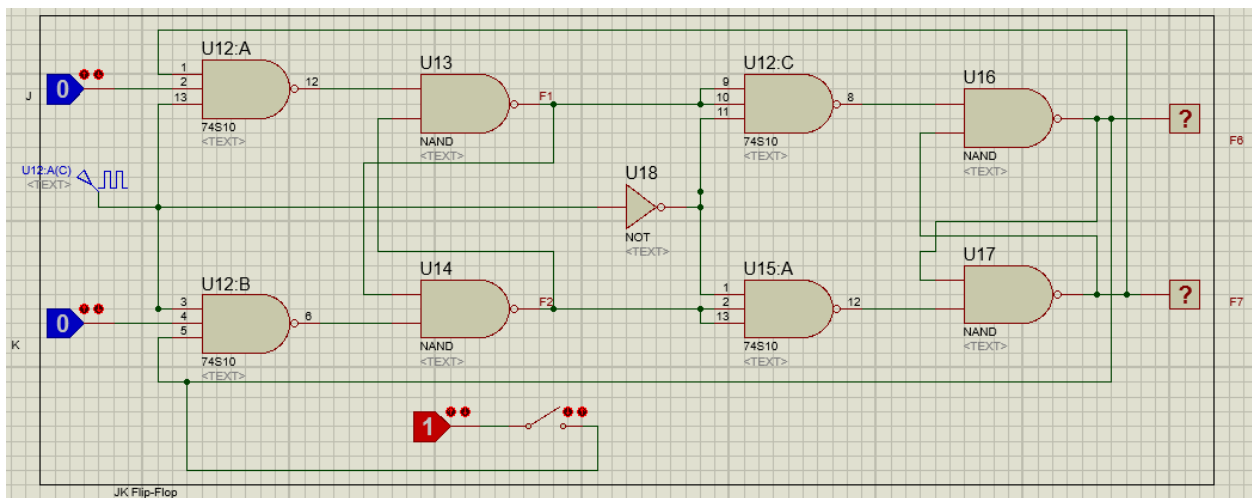 U12:A
1
2
13
12
74S10
<TEXT>
J
0
U13
F1
NAND
<TEXT>
U12:C
9
10
11
8
74S10
<TEXT>
U16
NAND
<TEXT>
?
F6
U12:A(C)
<TEXT>
U18
NOT
<TEXT>
U12:B
3
4
5
6
74S10
<TEXT>
K
0
U14
F2
NAND
<TEXT>
U15:A
1
2
13
12
74S10
<TEXT>
U17
NAND
<TEXT>
?
F7
1
JK Flip-Flop